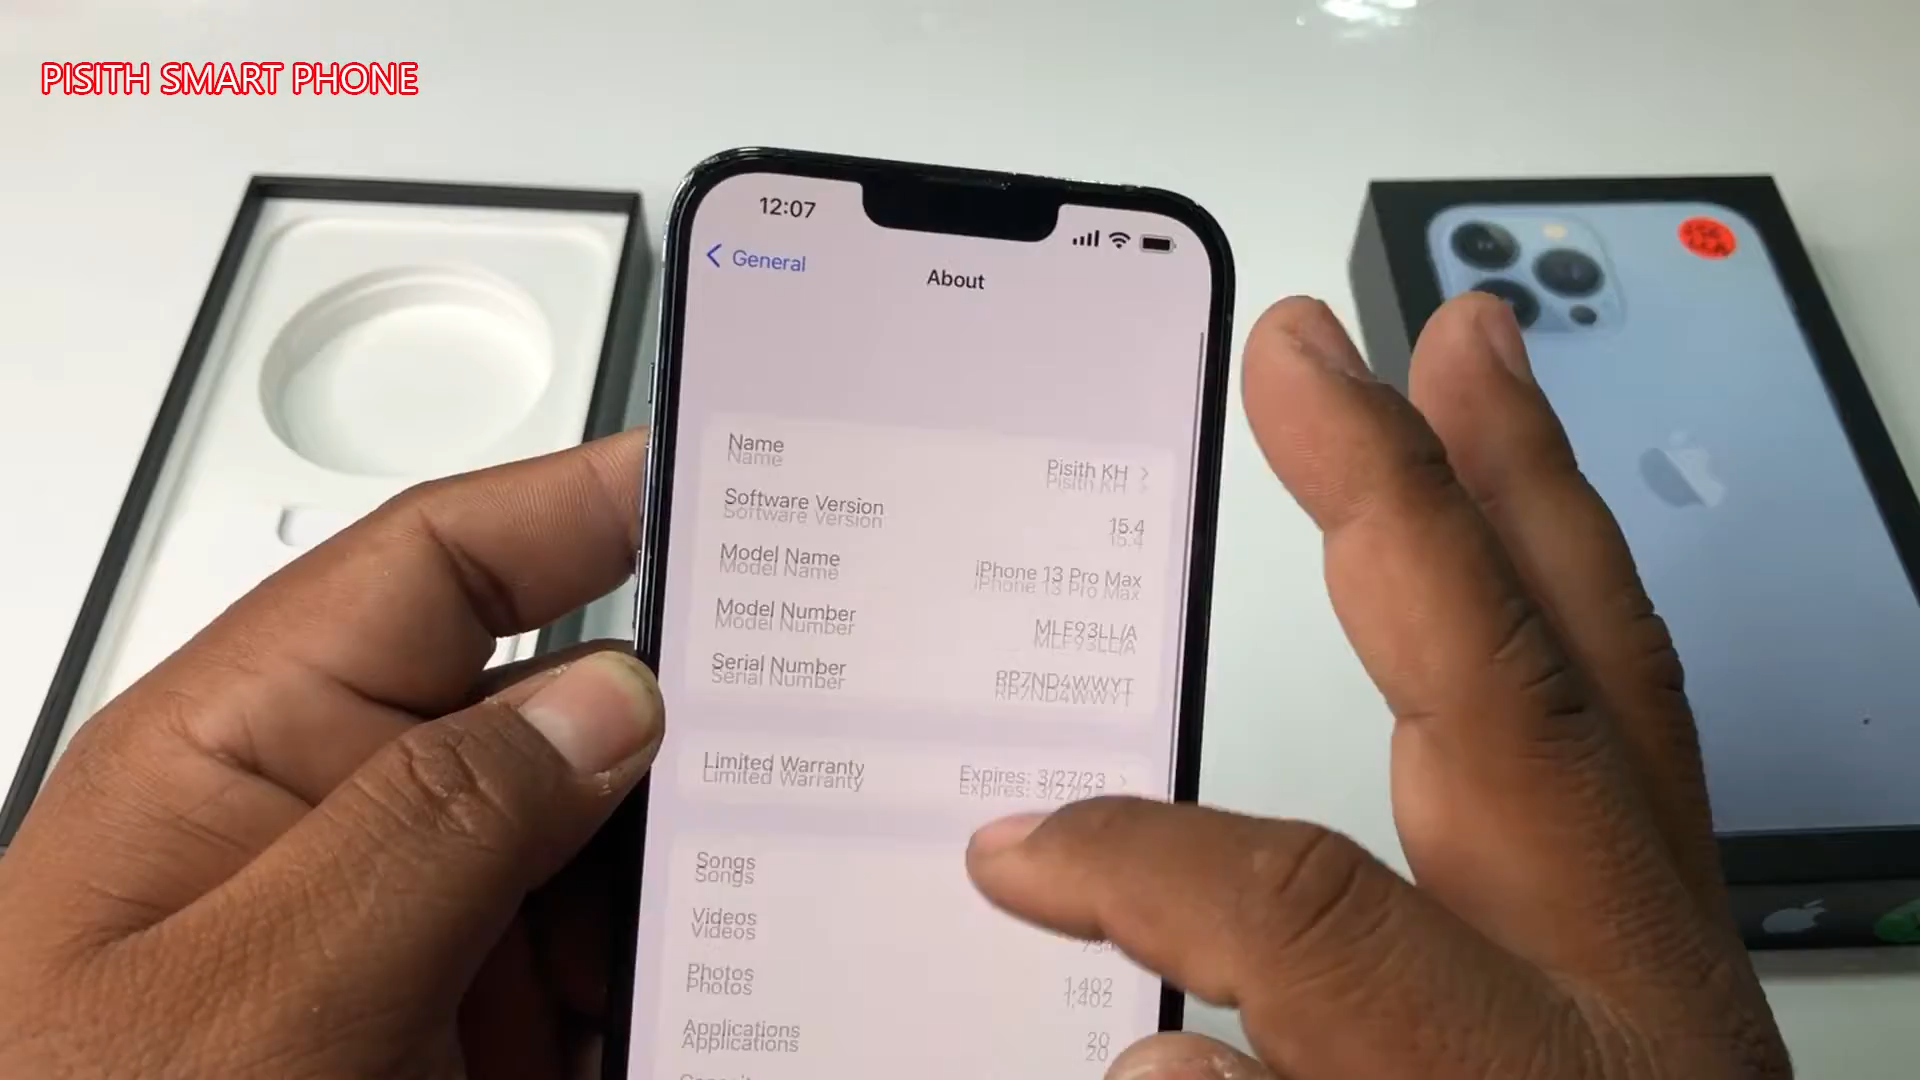 PISITH SMART PHONE
12:07
General
About
Name Pisith KH
Software Version 15.4
Model Name iPhone 13 Pro Max
Model Number MLF93LL/A
Serial Number RP7ND4WWYT
Limited Warranty Expires: 3/27/23
Songs
Videos
Photos 1,402
Applications 20